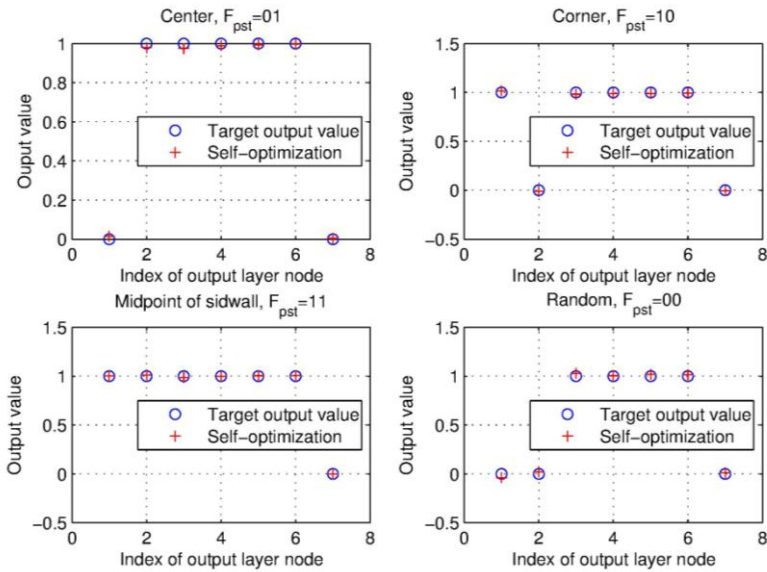 Center, F_pst=01
Ouput value
1
0.8
0.6
0.4
0.2
0
0 2 4 6 8
Target output value
Self-optimization
Index of output layer node
Corner, F_pst=10
Output value
1.5
1
0.5
0
-0.5
0 2 4 6 8
Target output value
Self-optimization
Index of output layer node
Midpoint of sidwall, F_pst=11
Output value
1.5
1
0.5
0
-0.5
0 2 4 6 8
Target output value
Self-optimization
Index of output layer node
Random, F_pst=00
Output value
1.5
1
0.5
0
-0.5
0 2 4 6 8
Target output value
Self-optimization
Index of output layer node